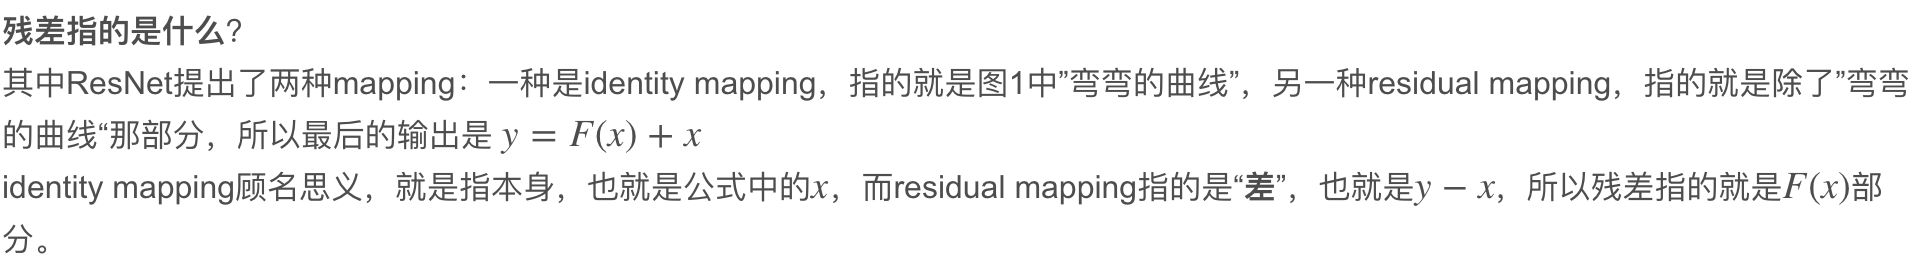 残差指的是什么?
其中ResNet提出了两种mapping：一种是identity mapping，指的就是图1中”弯弯的曲线”，另一种residual mapping，指的就是除了”弯弯
的曲线“那部分，所以最后的输出是 y = F(x) + x
identity mapping顾名思义，就是指本身，也就是公式中的x，而residual mapping指的是“差”，也就是y − x，所以残差指的就是F(x)部
分。